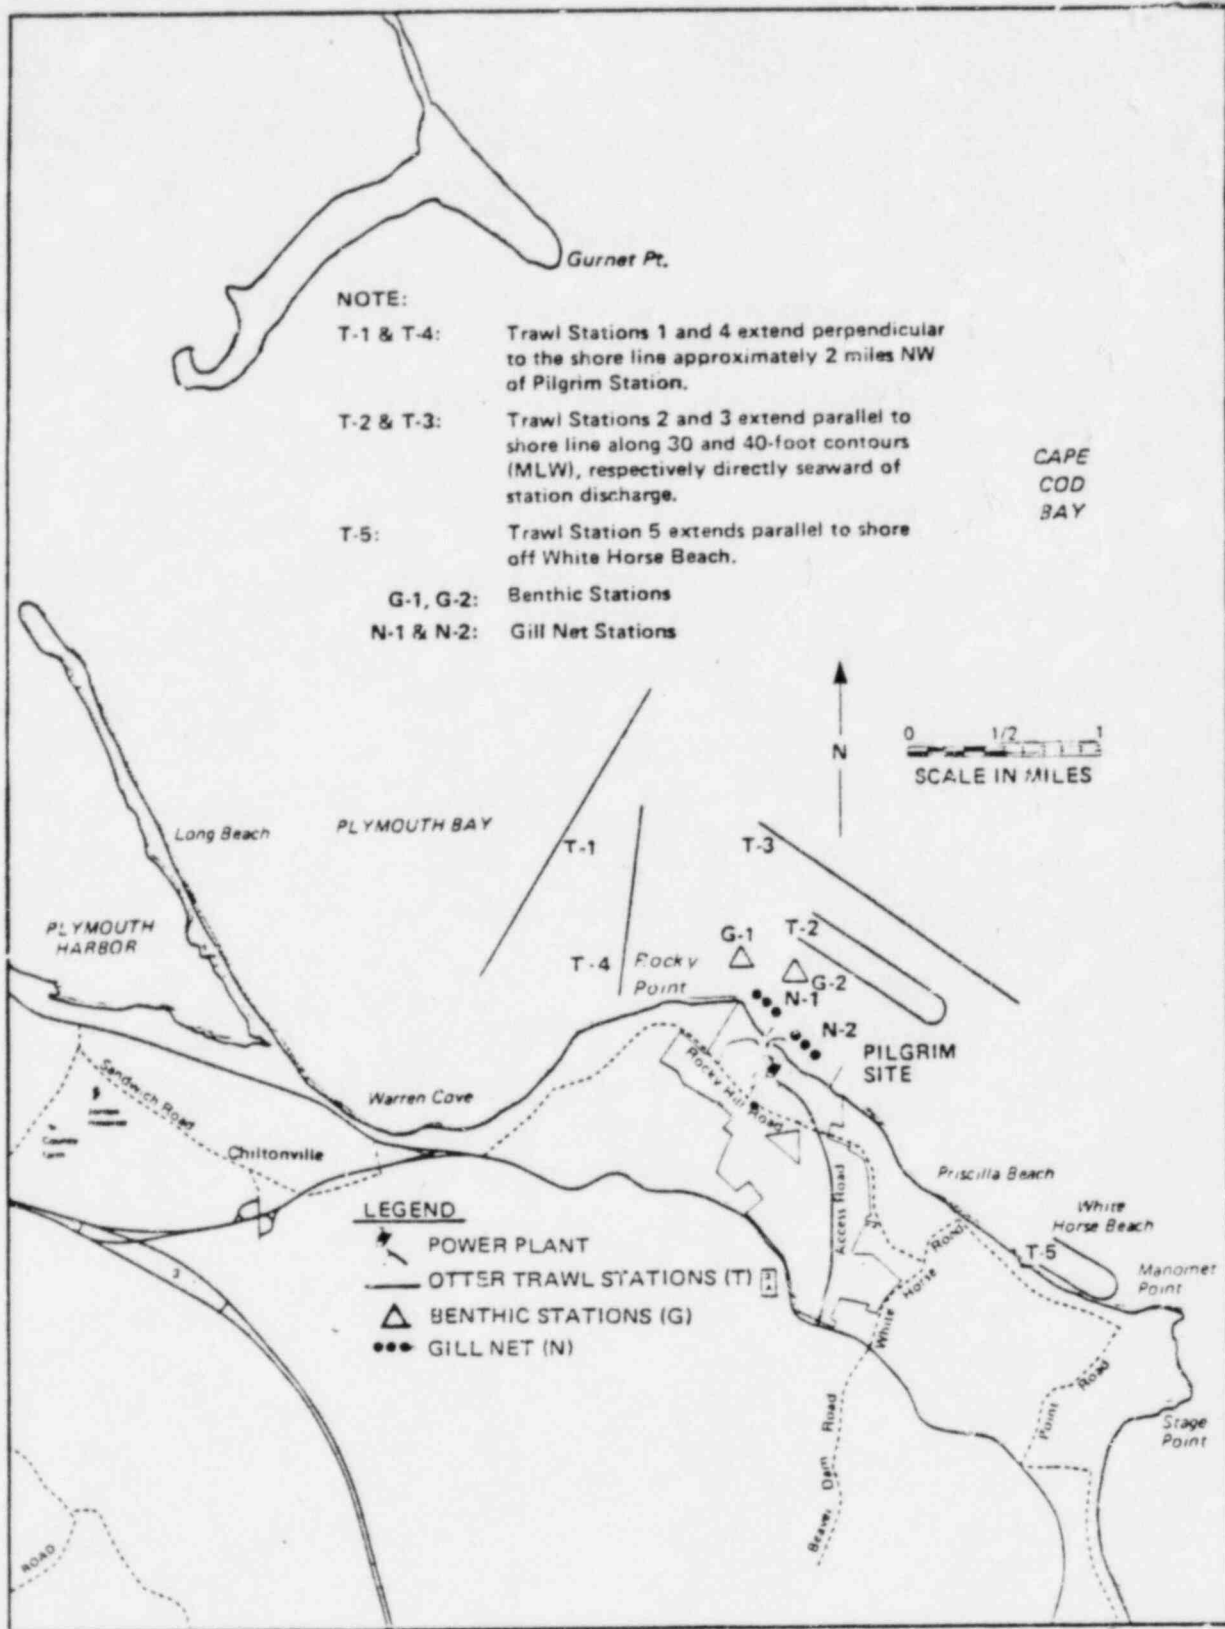 Gurnet Pt.
NOTE:
T-1 & T-4: Trawl Stations 1 and 4 extend perpendicular
to the shore line approximately 2 miles NW
of Pilgrim Station.
T-2 & T-3: Trawl Stations 2 and 3 extend parallel to
shore line along 30 and 40-foot contours
(MLW), respectively directly seaward of
station discharge.
T-5: Trawl Station 5 extends parallel to shore
off White Horse Beach.
G-1, G-2: Benthic Stations
N-1 & N-2: Gill Net Stations
CAPE
COD
BAY
N
0 1/2 1
SCALE IN MILES
Long Beach
PLYMOUTH BAY
T-1
T-3
PLYMOUTH
HARBOR
T-4
Rocky
Point
G-1
T-2
G-2
N-1
N-2
PILGRIM
SITE
Rocky Hill Road
Sandwich Road
Warren Cove
County
Chiltonville
Access Road
Priscilla Beach
White
Horse Beach
T-5
Manomet
Point
White Horse Road
LEGEND
POWER PLANT
OTTER TRAWL STATIONS (T)
BENTHIC STATIONS (G)
GILL NET (N)
3
Beaver Dam Road
Point Road
Stage
Point
ROAD